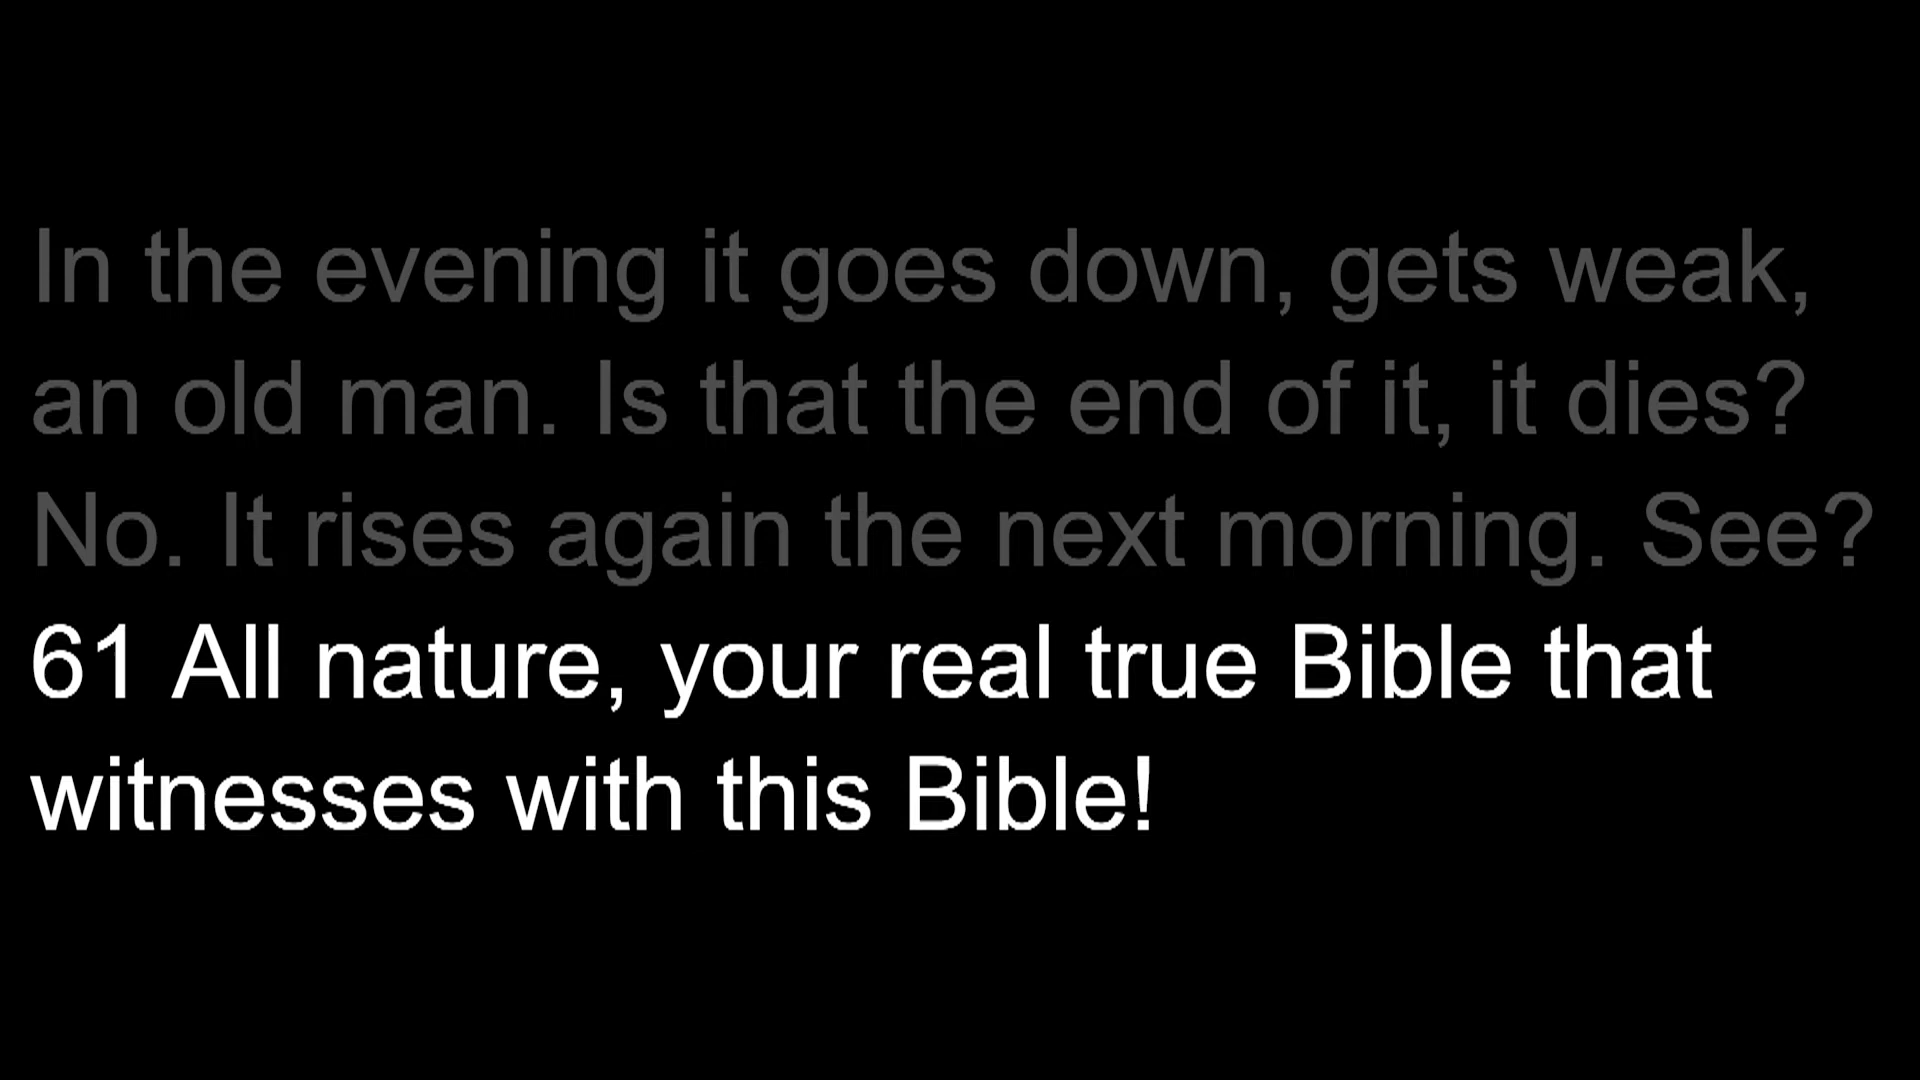 In the evening it goes down, gets weak,
an old man. Is that the end of it, it dies?
No. It rises again the next morning. See?
61 All nature, your real true Bible that
witnesses with this Bible!